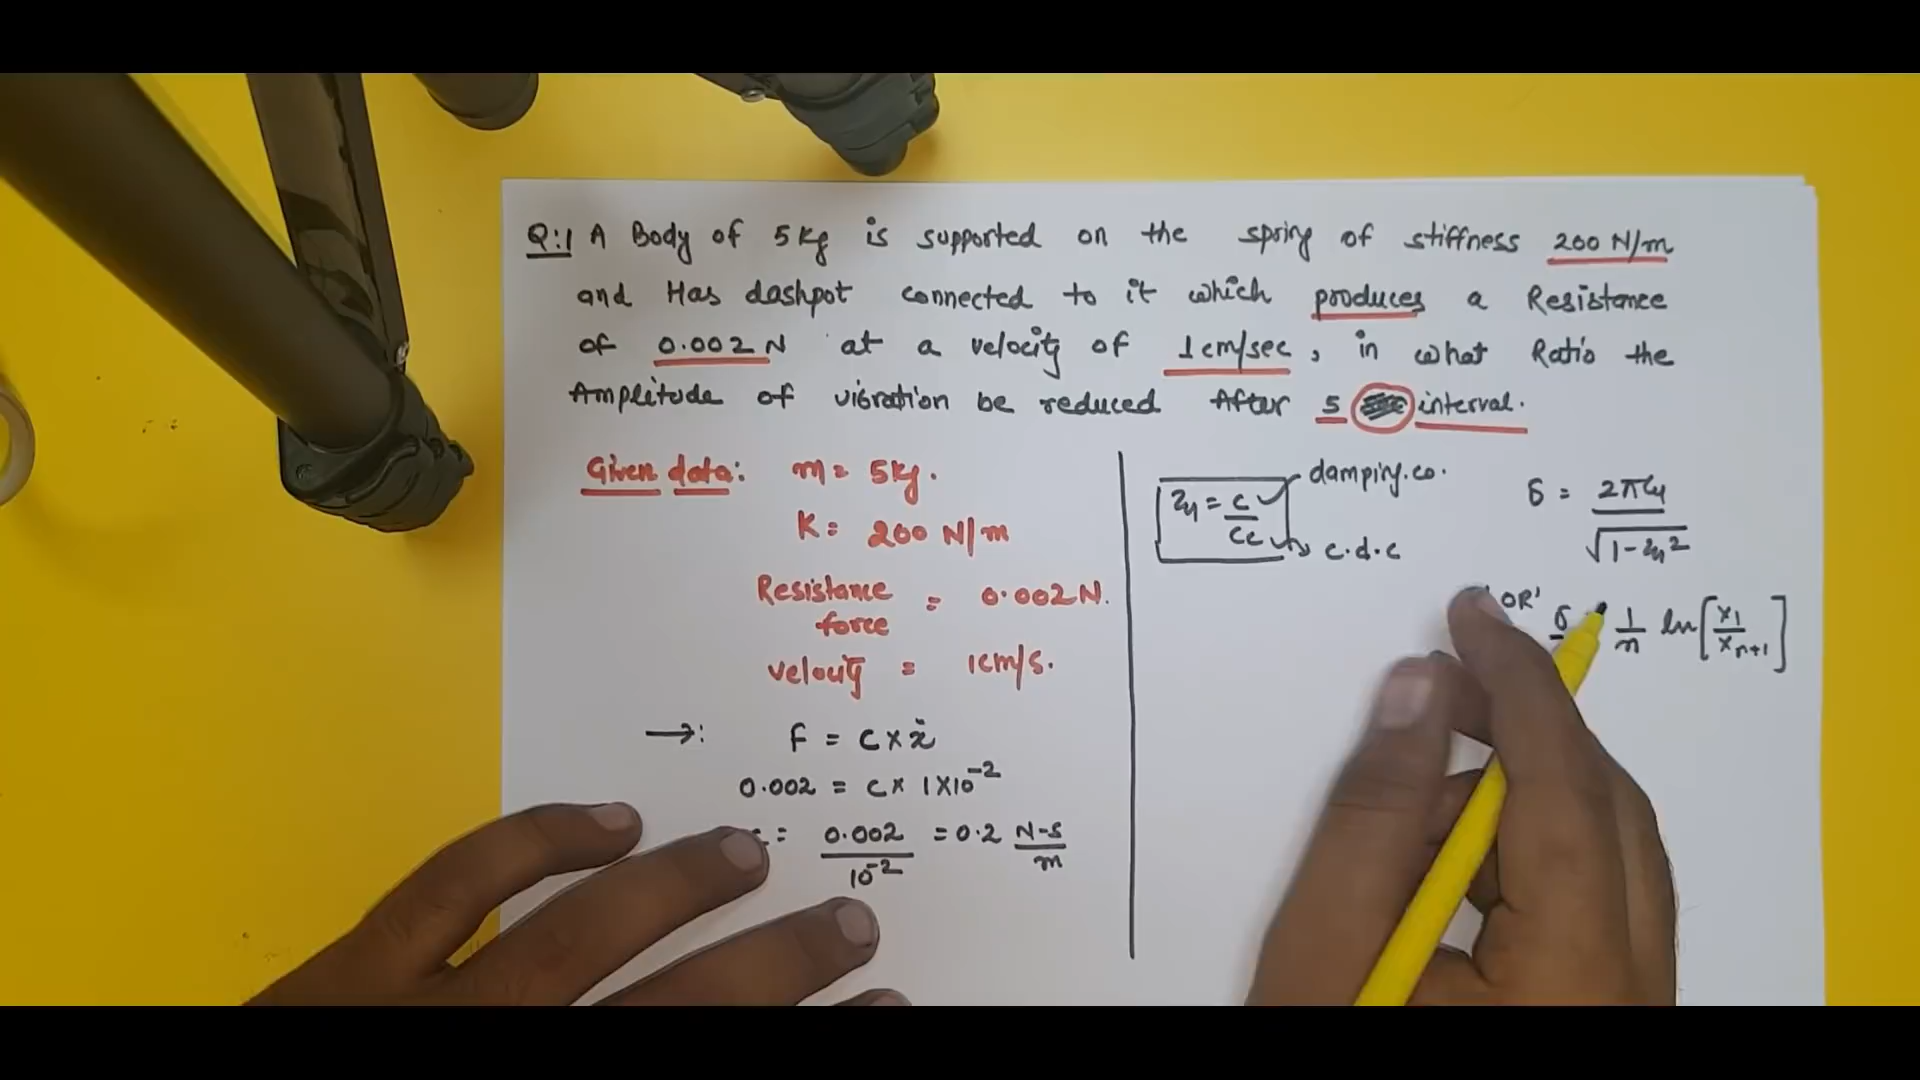 Q:1 A Body of 5 Kg is supported on the spring of stiffness 200 N/m
and Has dashpot connected to it which produces a Resistance
of 0.002 N at a velocity of 1 cm/sec, in what Ratio the
Amplitude of vibration be reduced After 5 interval.
Given data: m = 5 kg.
K = 200 N/m
Resistance force = 0.002 N.
velocity = 1 cm/s.
→: F = C × ẋ
0.002 = C × 1 × 10⁻²
= 0.002 / 10⁻² = 0.2 N-s / m
ζ = c / cc
damping.co.
c.d.c
δ = 2πζ / √1-ζ²
'OR'
δ 1/n ln [x₁ / xₙ₊₁]